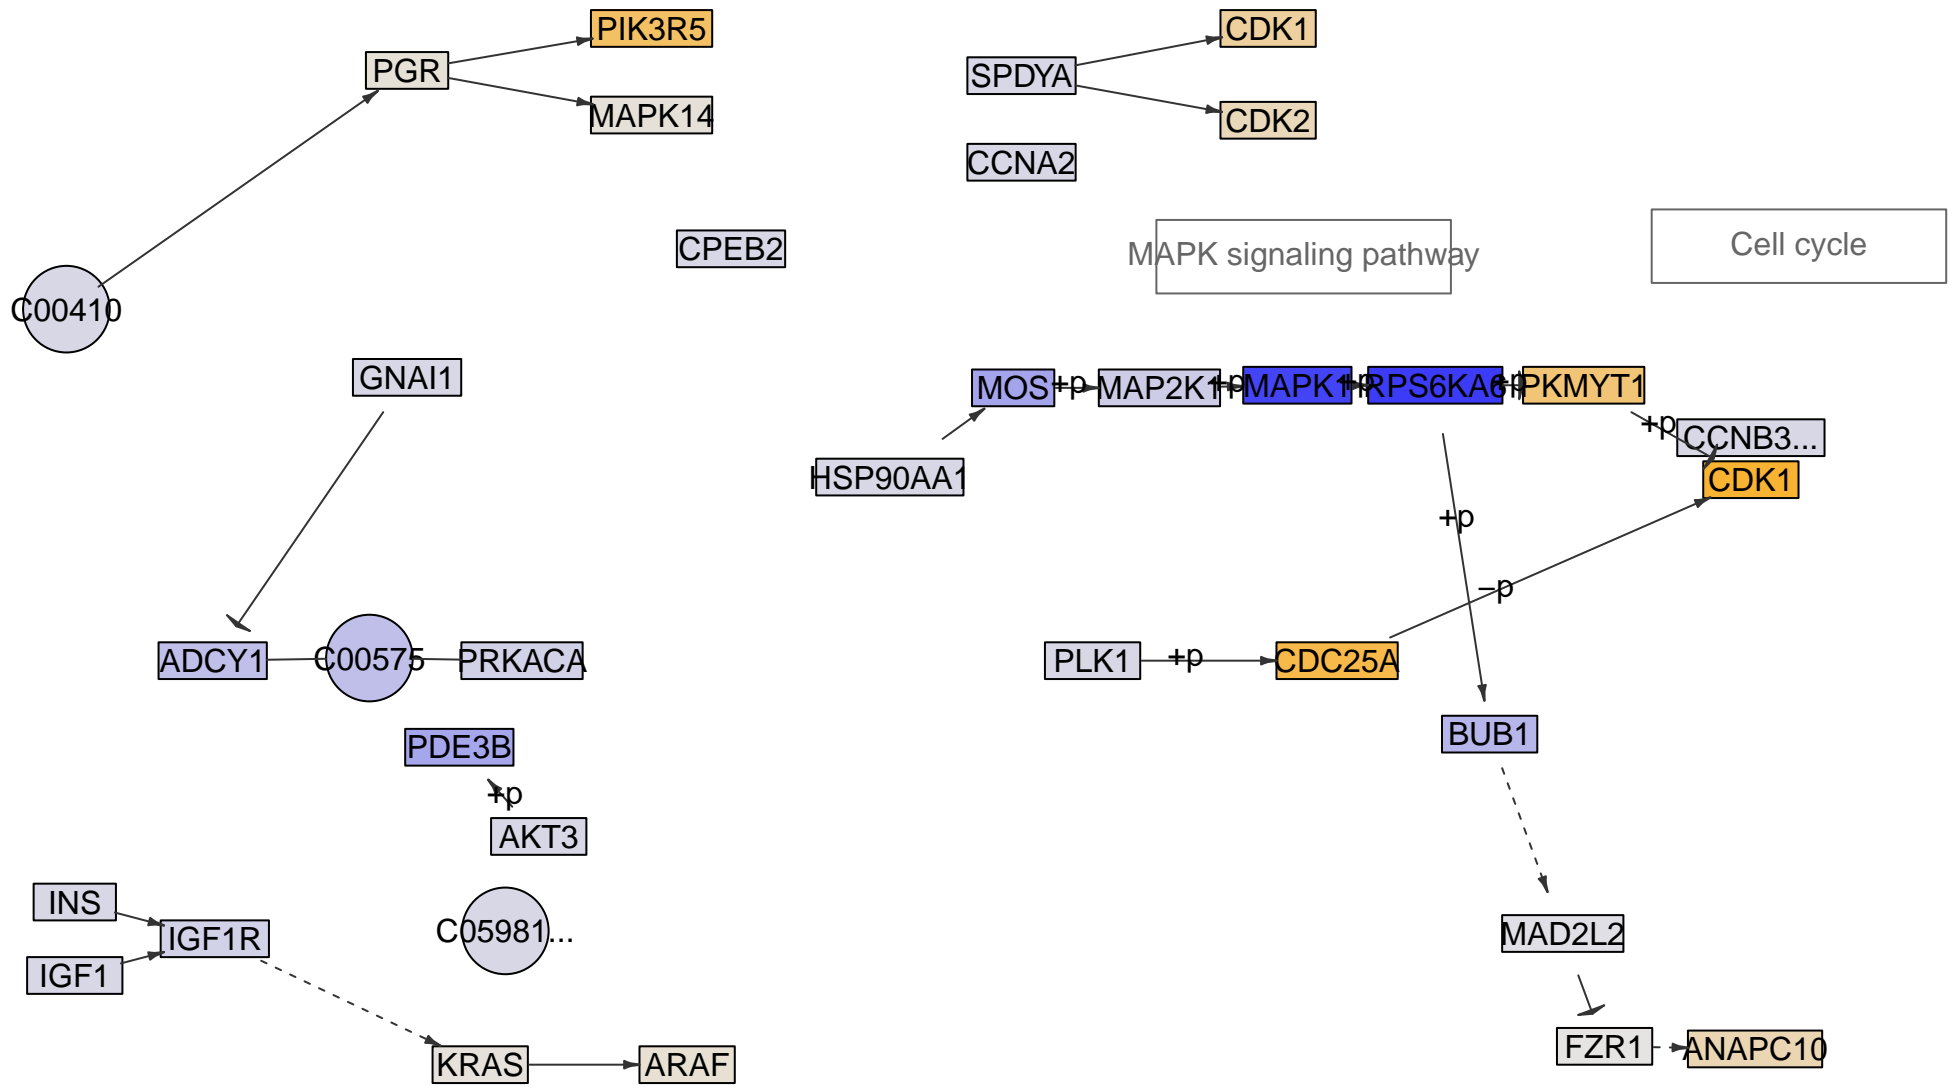 PIK3R5
CDK1
PGR
SPDYA
MAPK14
CDK2
CCNA2
CPEB2
MAPK signaling pathway
Cell cycle
C00410
GNAI1
MOS
+p
MAP2K1
+p
MAPK1
+p
RPS6KA6
+p
PKMYT1
+p
CCNB3...
HSP90AA1
CDK1
+p
−p
ADCY1
C00575
PRKACA
PLK1
+p
CDC25A
BUB1
PDE3B
+p
AKT3
INS
IGF1R
C05981...
MAD2L2
IGF1
KRAS
ARAF
FZR1
ANAPC10